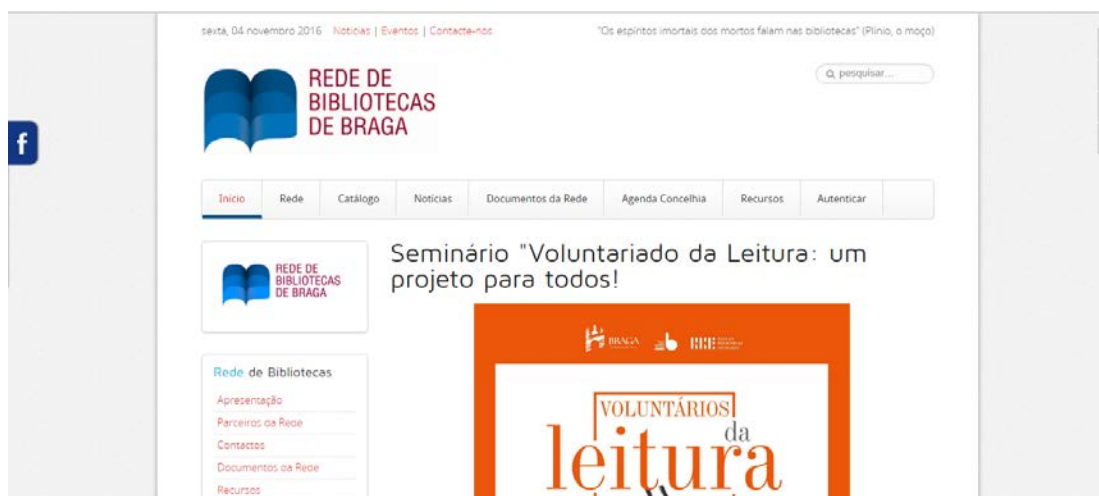 sexta, 04 novembro 2016 Notícias | Eventos | Contacte-nos "Os espíritos imortais dos mortos falam nas bibliotecas" (Plínio, o moço)
pesquisar...
REDE DE
BIBLIOTECAS
DE BRAGA
f
Início Rede Catálogo Notícias Documentos da Rede Agenda Concelhia Recursos Autenticar
REDE DE
BIBLIOTECAS
DE BRAGA
Seminário "Voluntariado da Leitura: um
projeto para todos!
BRAGA
VOLUNTÁRIOS
da
leitura
Rede de Bibliotecas
Apresentação
Parceiros da Rede
Contactos
Documentos da Rede
Recursos